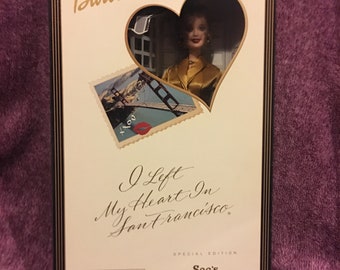 I Left
My Heart In
San Francisco®
SPECIAL EDITION
See's